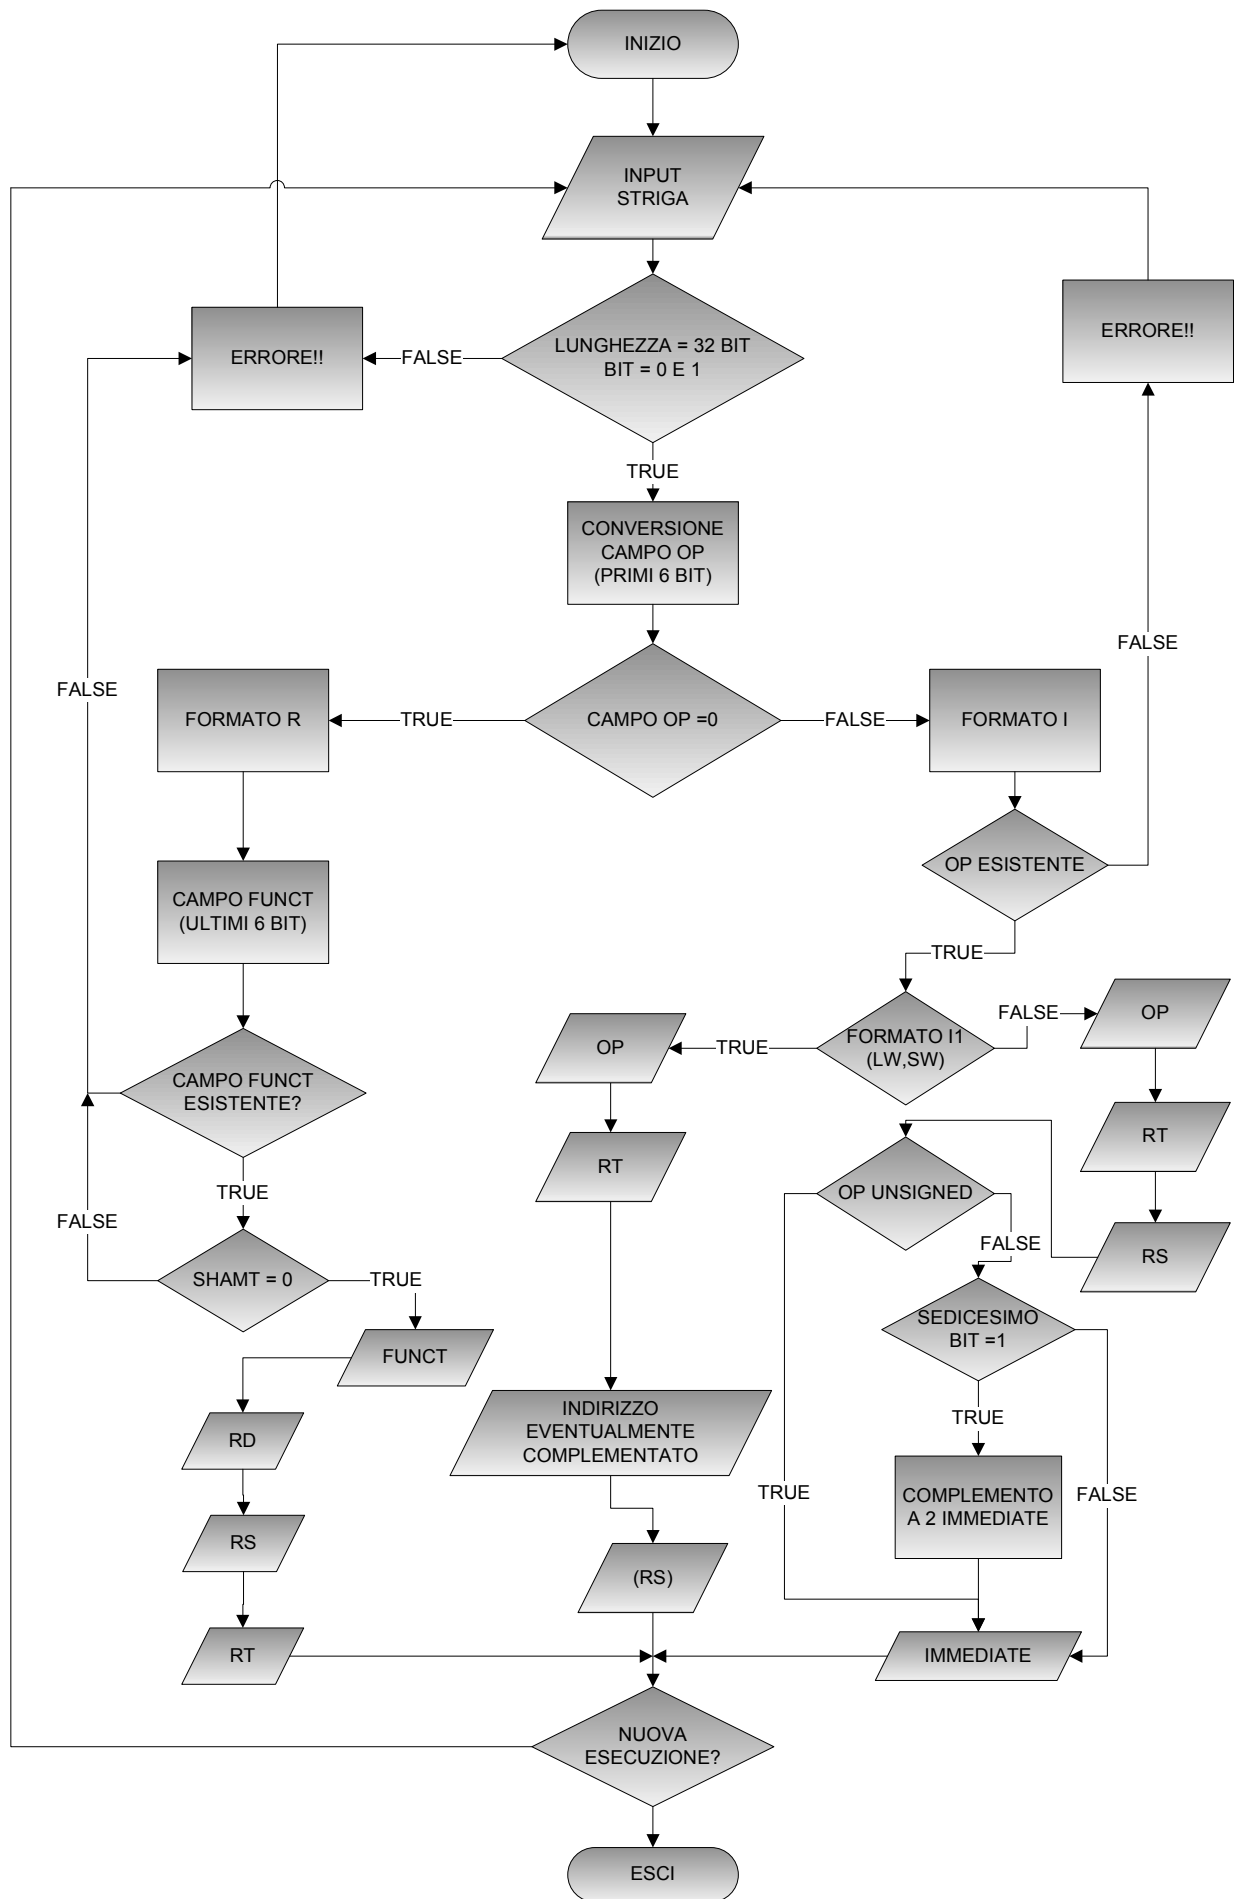 INIZIO
INPUT
STRIGA
ERRORE!!
FALSE
LUNGHEZZA = 32 BIT
BIT = 0 E 1
ERRORE!!
TRUE
CONVERSIONE
CAMPO OP
(PRIMI 6 BIT)
FALSE
FALSE
FORMATO R
TRUE
CAMPO OP =0
FALSE
FORMATO I
OP ESISTENTE
CAMPO FUNCT
(ULTIMI 6 BIT)
TRUE
OP
TRUE
FORMATO I1
(LW,SW)
FALSE
OP
CAMPO FUNCT
ESISTENTE?
RT
RT
TRUE
FALSE
OP UNSIGNED
FALSE
RS
SHAMT = 0
TRUE
FUNCT
SEDICESIMO
BIT =1
INDIRIZZO
EVENTUALMENTE
COMPLEMENTATO
TRUE
RD
TRUE
COMPLEMENTO
A 2 IMMEDIATE
FALSE
RS
(RS)
RT
IMMEDIATE
NUOVA
ESECUZIONE?
ESCI